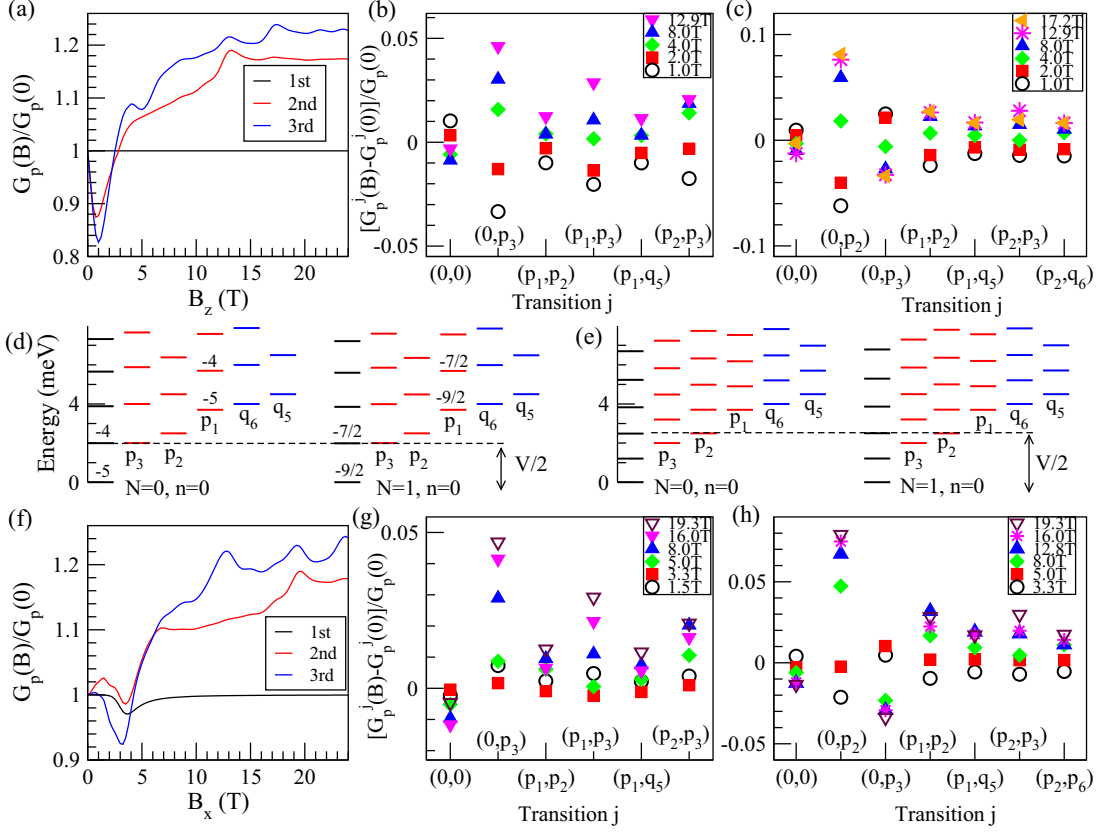 (a)
G_p(B)/G_p(0)
1.2
1.1
1
0.9
0.8
1st
2nd
3rd
0 5 10 15 20
B_z (T)
(b)
[G_p^j(B)-G_p^j(0)]/G_p(0)
0.05
0
-0.05
12.9T
8.0T
4.0T
2.0T
1.0T
(0,p_3) (p_1,p_3) (p_2,p_3)
(0,0) (p_1,p_2) (p_1,q_5)
Transition j
(c)
0.1
0
-0.1
17.2T
12.9T
8.0T
4.0T
2.0T
1.0T
(0,p_2) (p_1,p_2) (p_2,p_3)
(0,0) (0,p_3) (p_1,q_5) (p_2,q_6)
Transition j
(d)
Energy (meV)
4
0
-4 -7/2
-5 -9/2
p_1 q_6 q_5 p_1 q_6 q_5
-4 -7/2
p_3 p_2 p_3 p_2
-5 -9/2
N=0, n=0 N=1, n=0
V/2
(e)
4
0
p_1 q_6 q_5 p_1 q_6 q_5
p_3 p_2 p_3 p_2
N=0, n=0 N=1, n=0
V/2
(f)
G_p(B)/G_p(0)
1.2
1.1
1
0.9
1st
2nd
3rd
0 5 10 15 20
B_x (T)
(g)
[G_p^j(B)-G_p^j(0)]/G_p(0)
0.05
0
19.3T
16.0T
8.0T
5.0T
3.3T
1.5T
(0,p_3) (p_1,p_3) (p_2,p_3)
(0,0) (p_1,p_2) (p_1,q_5)
Transition j
(h)
0.05
0
-0.05
19.3T
16.0T
12.8T
8.0T
5.0T
3.3T
(0,p_2) (p_1,p_2) (p_2,p_3)
(0,0) (0,p_3) (p_1,q_5) (p_2,p_6)
Transition j